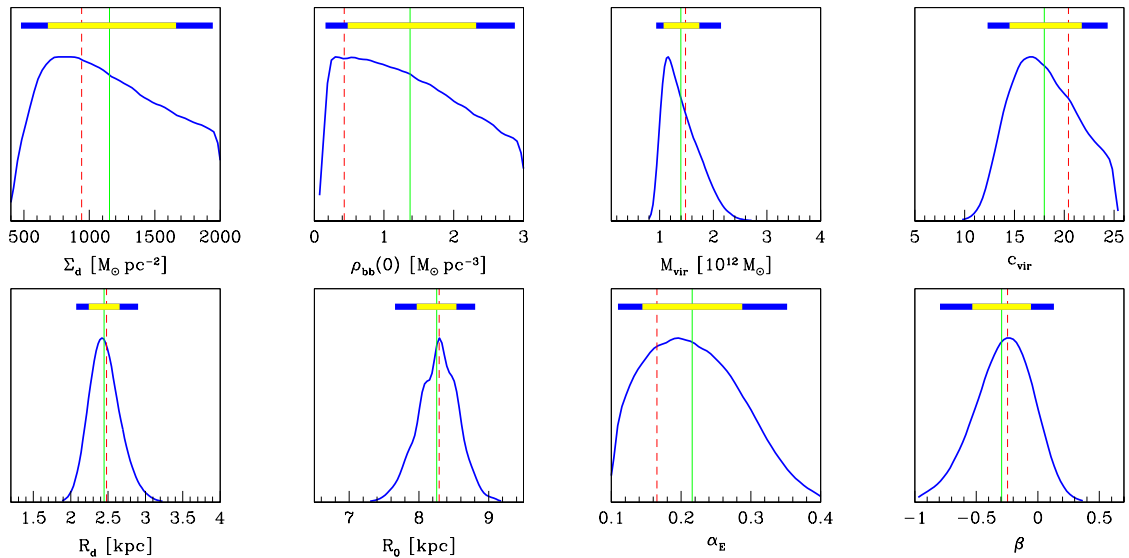 500 1000 1500 2000 0 1 2 3 1 2 3 4 5 10 15 20 25
Σd [M⊙ pc−2] ρbb(0) [M⊙ pc−3] Mvir [10¹² M⊙] cvir
1.5 2 2.5 3 3.5 4 7 8 9 0.1 0.2 0.3 0.4 −1 −0.5 0
Rd [kpc] R0 [kpc] αE β